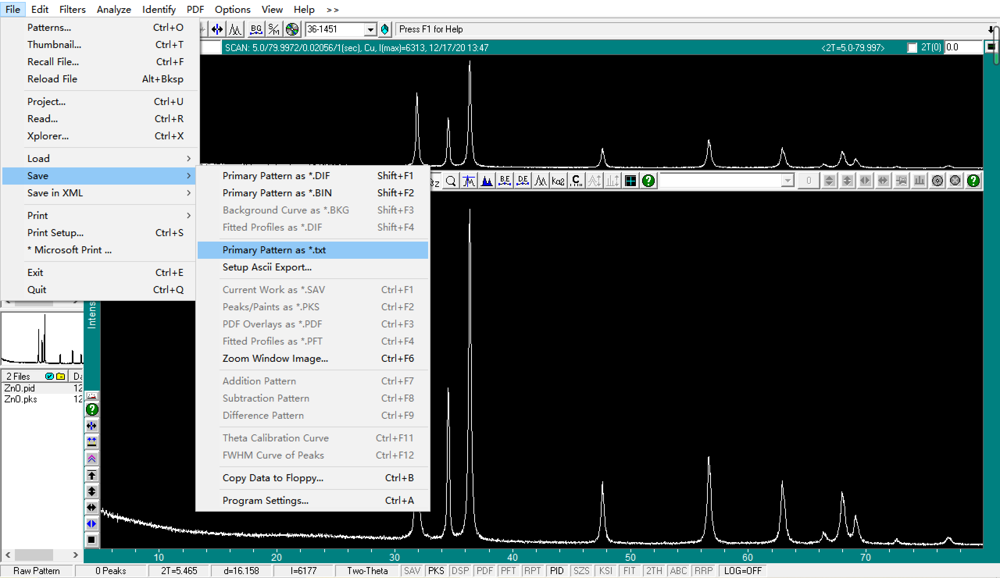 File Edit Filters Analyze Identify PDF Options View Help >>
Patterns... Ctrl+O
Thumbnail... Ctrl+T
Recall File... Ctrl+F
Reload File Alt+Bksp
Project... Ctrl+U
Read... Ctrl+R
Xplorer... Ctrl+X
Load
Save
Save in XML
Print
Print Setup... Ctrl+S
* Microsoft Print ...
Exit Ctrl+E
Quit Ctrl+Q
BG S/M 36-1451 Press F1 for Help
SCAN: 5.0/79.9972/0.02056/1(sec), Cu, I(max)=6313, 12/17/20 13:47 <2T=5.0-79.997> 2T(0) 0.0
Primary Pattern as *.DIF Shift+F1
Primary Pattern as *.BIN Shift+F2
Background Curve as *.BKG Shift+F3
Fitted Profiles as *.DIF Shift+F4
Primary Pattern as *.txt
Setup Ascii Export...
Current Work as *.SAV Ctrl+F1
Peaks/Paints as *.PKS Ctrl+F2
PDF Overlays as *.PDF Ctrl+F3
Fitted Profiles as *.PFT Ctrl+F4
Zoom Window Image... Ctrl+F6
Addition Pattern Ctrl+F7
Subtraction Pattern Ctrl+F8
Difference Pattern Ctrl+F9
Theta Calibration Curve Ctrl+F11
FWHM Curve of Peaks Ctrl+F12
Copy Data to Floppy... Ctrl+B
Program Settings... Ctrl+A
B.E D.E Kα2 C 0
Intens
2 Files Da
ZnO.pid 12
ZnO.pks 12
10 20 30 40 50 60 70
Raw Pattern 0 Peaks 2T=5.465 d=16.158 I=6177 Two-Theta SAV PKS DSP PDF PFT RPT PID SZS KSI FIT 2TH ABC RRP LOG=OFF